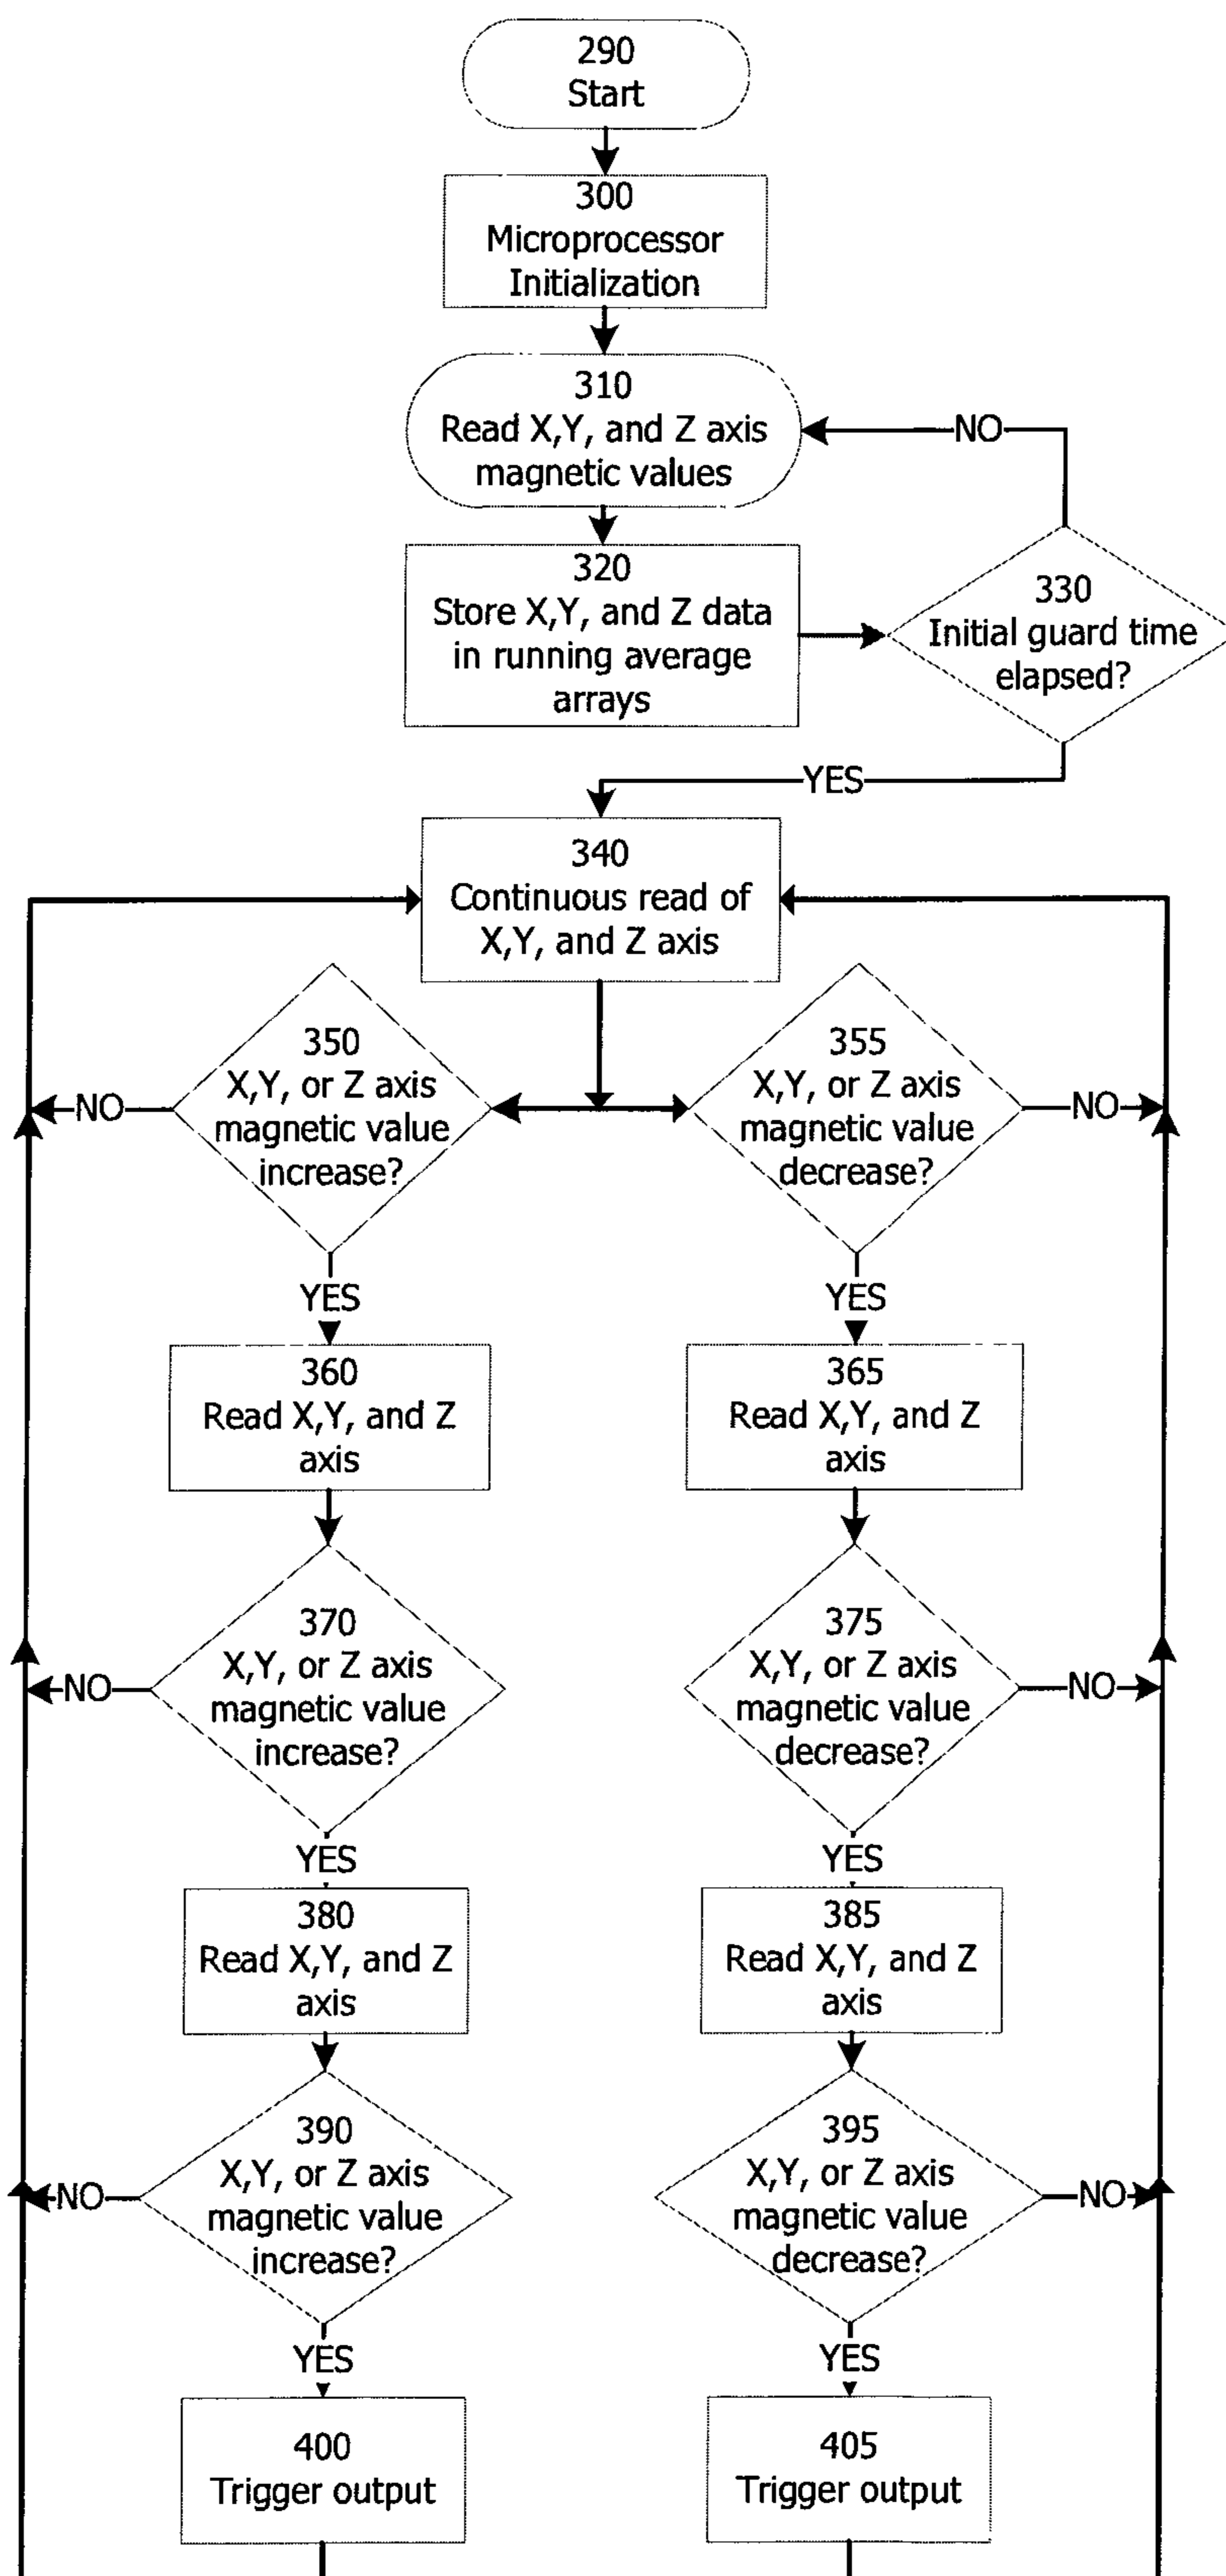 290
Start
300
Microprocessor
Initialization
310
Read X,Y, and Z axis
magnetic values
NO
320
Store X,Y, and Z data
in running average
arrays
330
Initial guard time
elapsed?
YES
340
Continuous read of
X,Y, and Z axis
350
X,Y, or Z axis
magnetic value
increase?
NO
355
X,Y, or Z axis
magnetic value
decrease?
NO
YES
YES
360
Read X,Y, and Z
axis
365
Read X,Y, and Z
axis
370
X,Y, or Z axis
magnetic value
increase?
NO
375
X,Y, or Z axis
magnetic value
decrease?
NO
YES
YES
380
Read X,Y, and Z
axis
385
Read X,Y, and Z
axis
390
X,Y, or Z axis
magnetic value
increase?
NO
395
X,Y, or Z axis
magnetic value
decrease?
NO
YES
YES
400
Trigger output
405
Trigger output